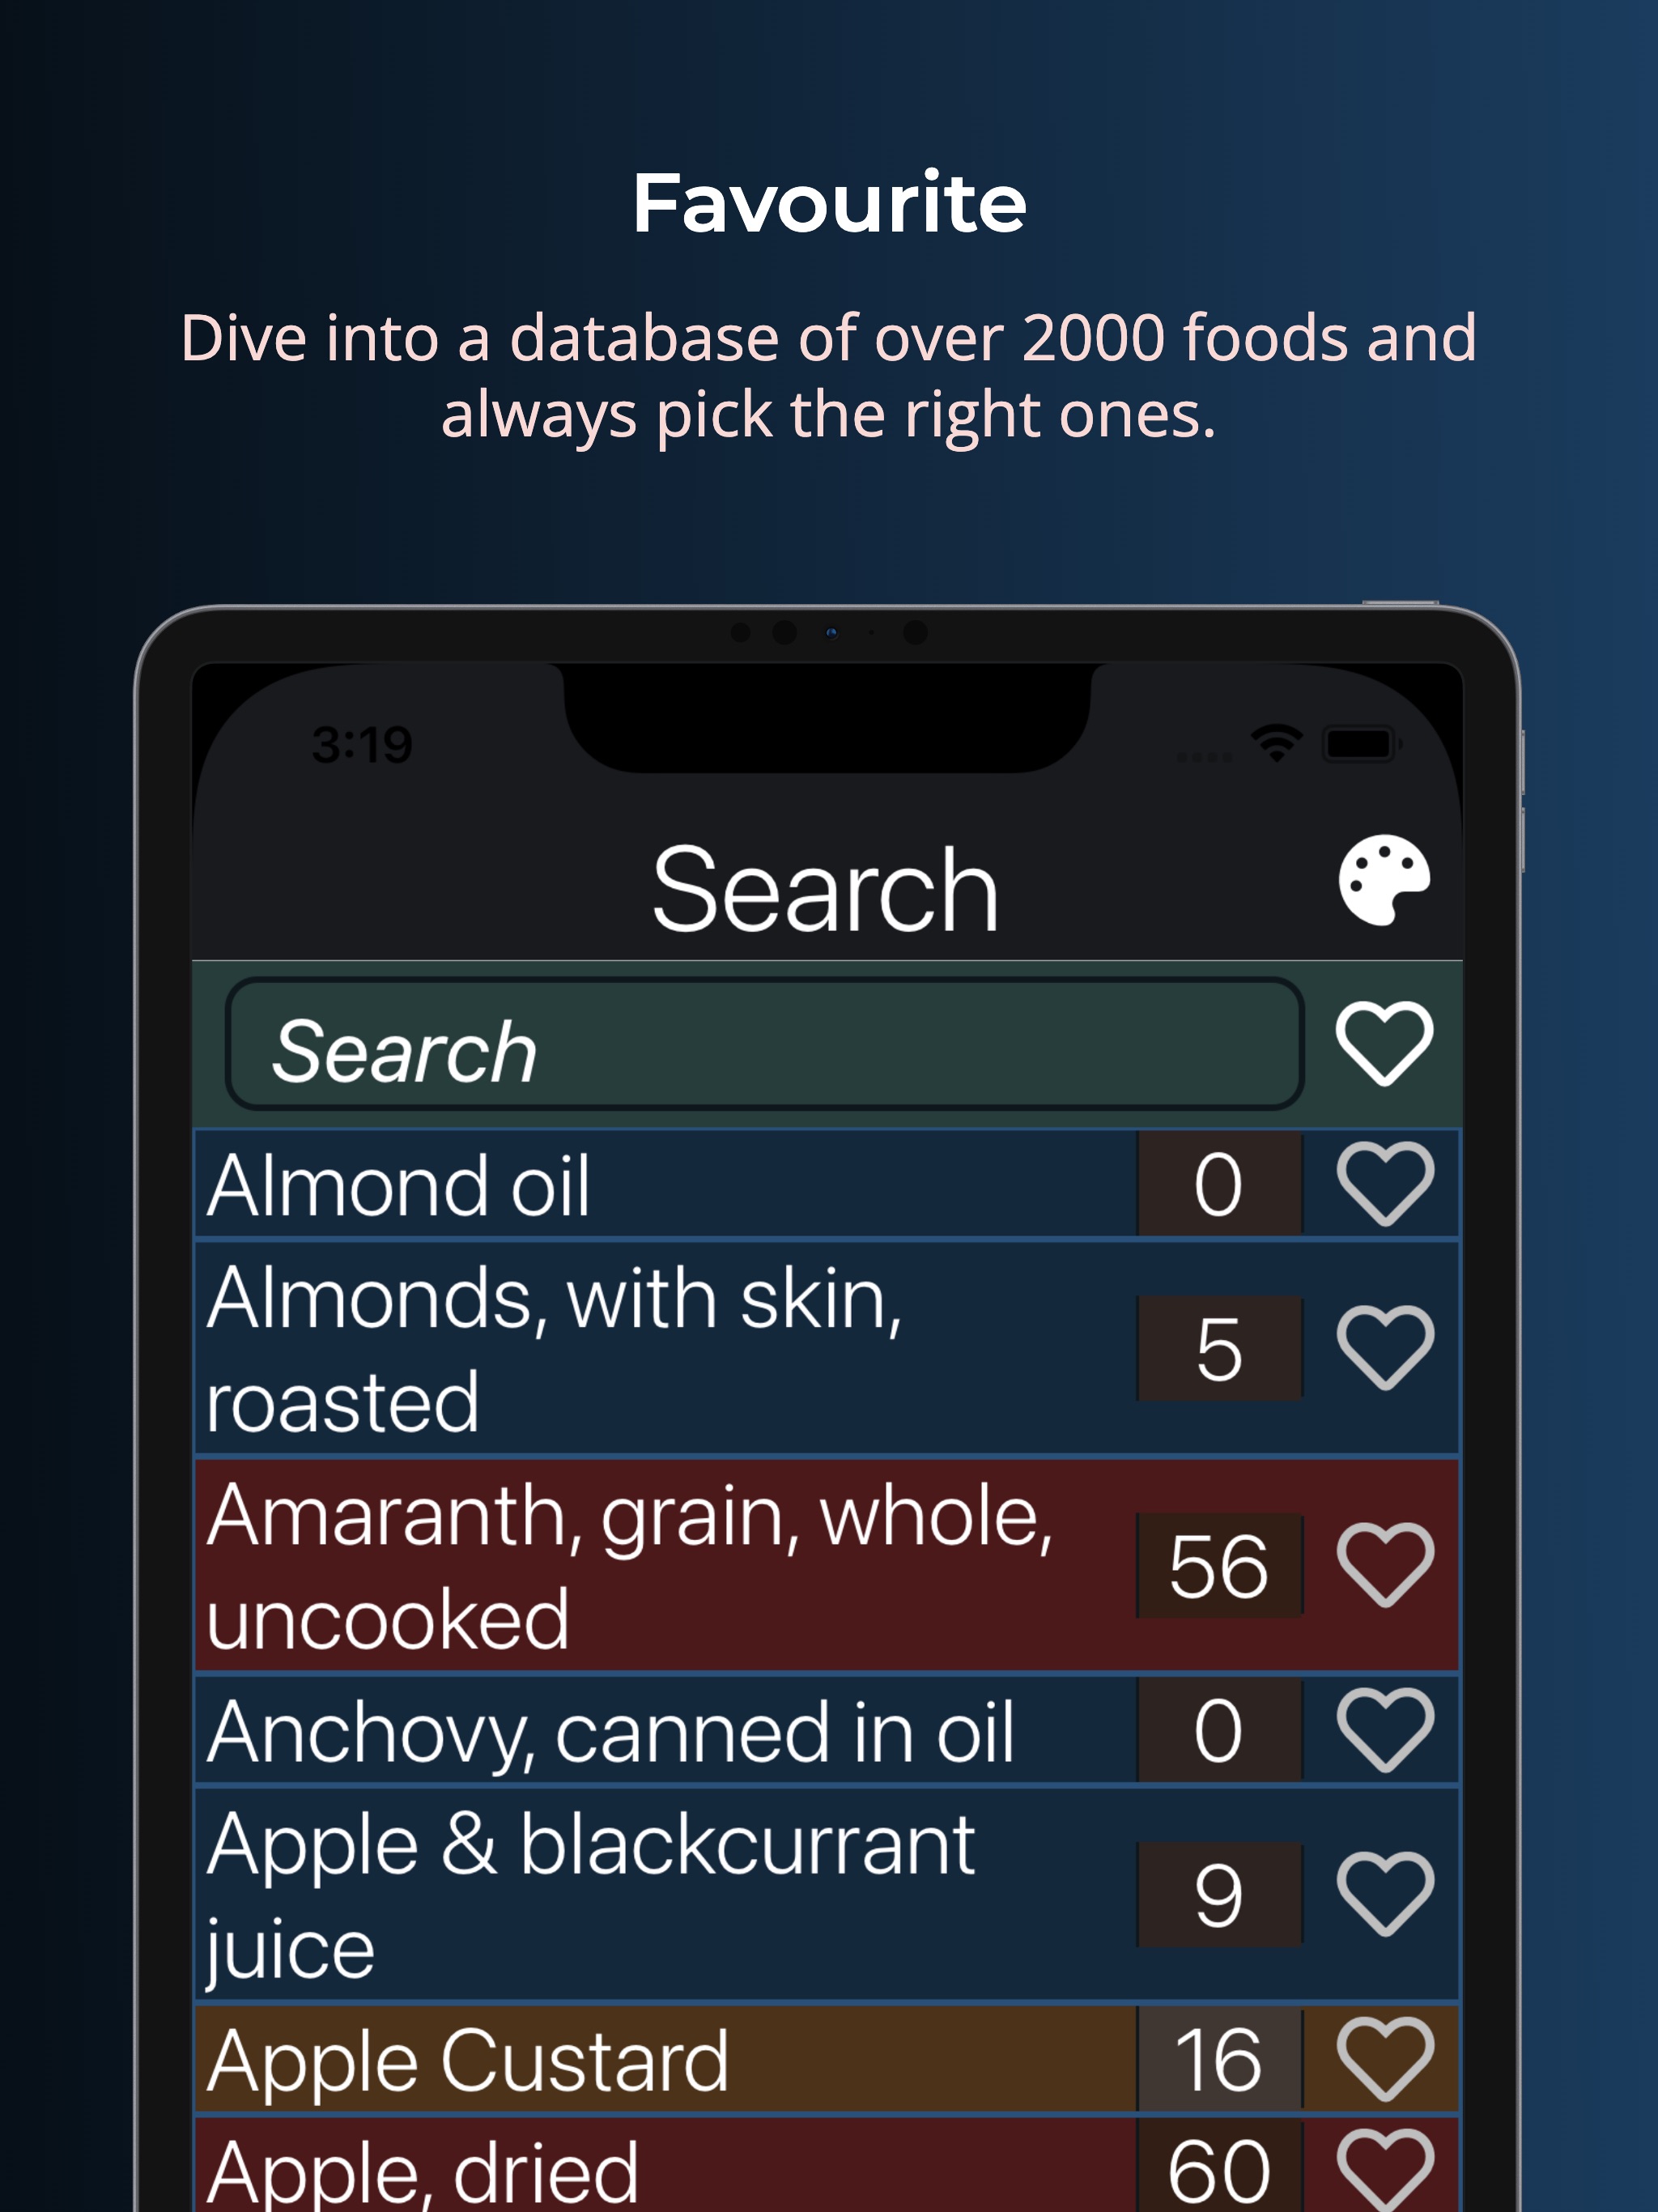 Favourite
Dive into a database of over 2000 foods and
always pick the right ones.
3:19
Search
Search
Almond oil 0
Almonds, with skin,
roasted 5
Amaranth, grain, whole,
uncooked 56
Anchovy, canned in oil 0
Apple & blackcurrant
juice 9
Apple Custard 16
Apple, dried 60